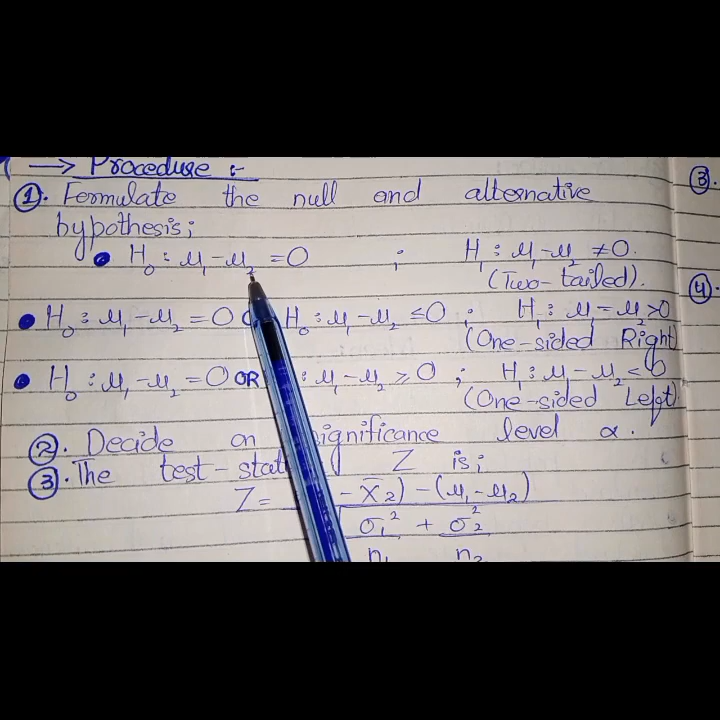 → Procedure :-
①. Formulate the null and alternative
hypothesis;
• H₀ : μ₁-μ₂ = 0 ; H₁ : μ₁-μ₂ ≠ 0.
(Two-tailed).
• H₀ : μ₁-μ₂ = 0 H₀ : μ₁-μ₂ ≤ 0 ; H₁ : μ₁-μ₂ > 0
(One-sided Right)
• H₀ : μ₁-μ₂ = 0 OR : μ₁-μ₂ ≥ 0 ; H₁ : μ₁-μ₂ < 0
(One-sided Left)
②. Decide on significance level α.
③. The test-stat Z is;
Z = - X̄₂) - (μ₁-μ₂)
σ₁² + σ₂²
n₁ n₂
③.
④.